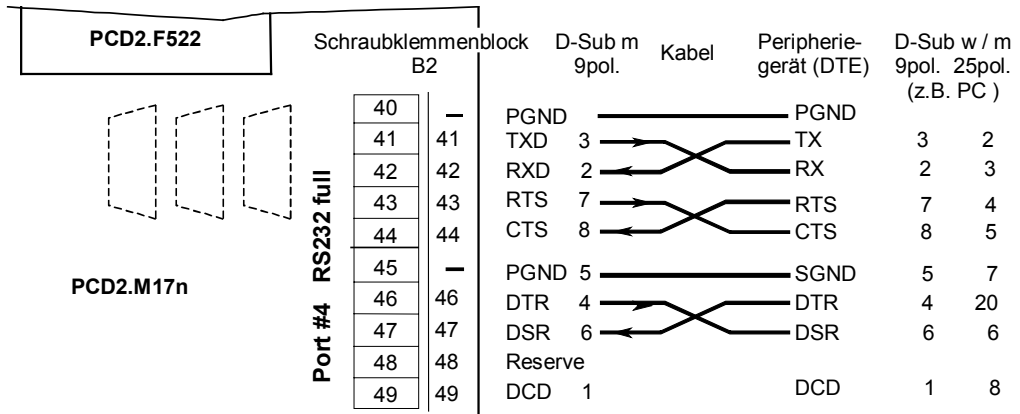 PCD2.F522
Schraubklemmenblock D-Sub m Kabel Peripherie- D-Sub w / m
B2 9pol. gerät (DTE) 9pol. 25pol.
(z.B. PC )
40 – PGND PGND
41 41 TXD 3 TX 3 2
42 42 RXD 2 RX 2 3
43 43 RTS 7 RTS 7 4
44 44 CTS 8 CTS 8 5
45 – PGND 5 SGND 5 7
46 46 DTR 4 DTR 4 20
47 47 DSR 6 DSR 6 6
48 48 Reserve
49 49 DCD 1 DCD 1 8
PCD2.M17n
Port #4 RS232 full